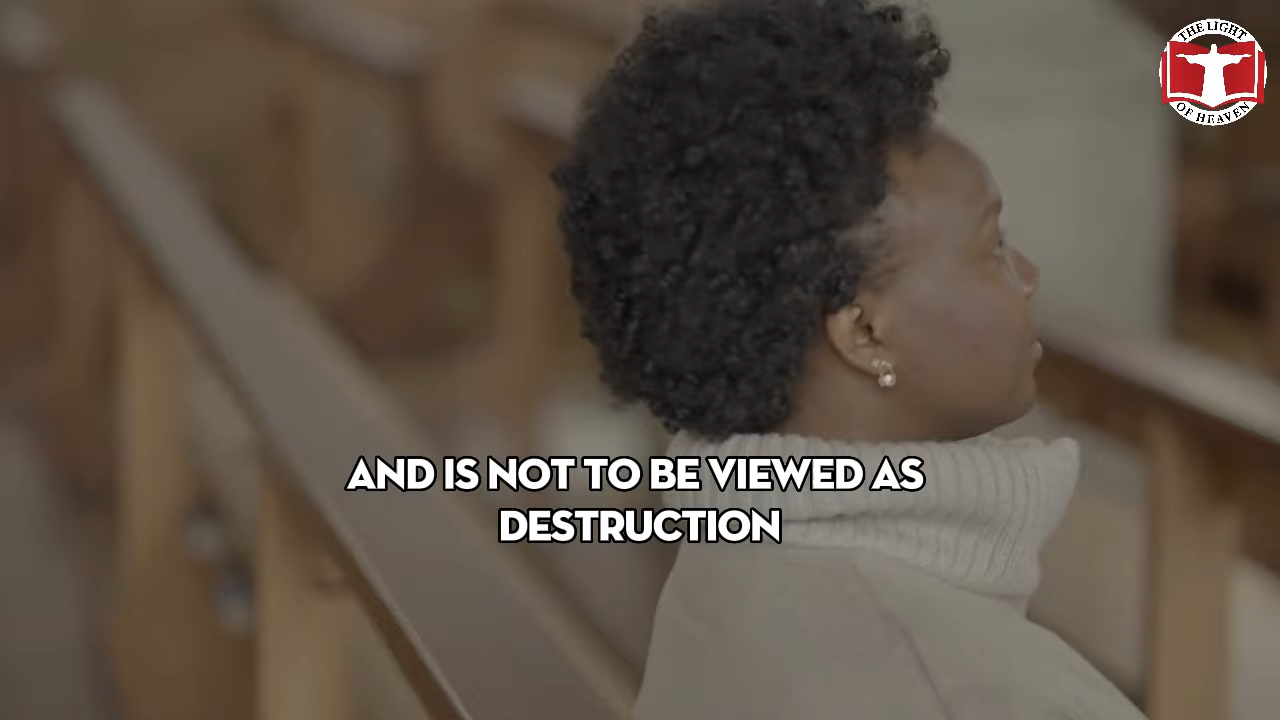 THE LIGHT
OF HEAVEN
AND IS NOT TO BE VIEWED AS
DESTRUCTION